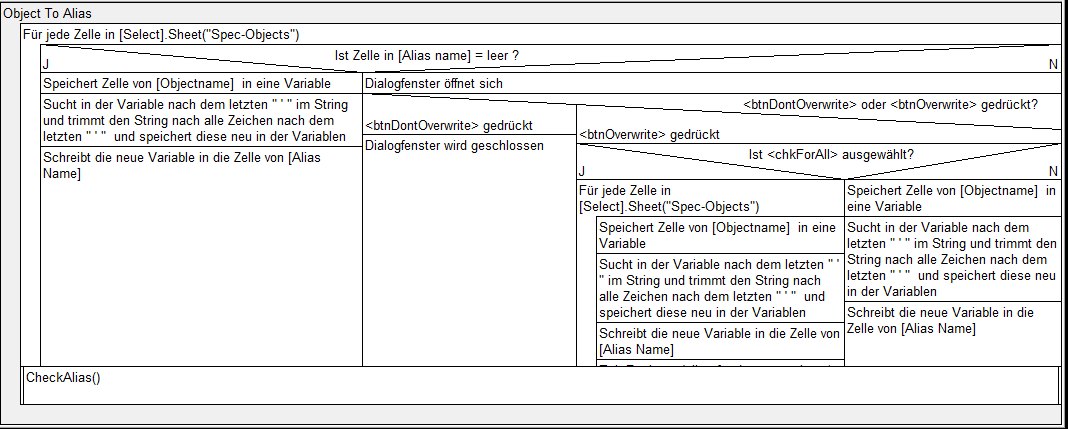 Object To Alias
Für jede Zelle in [Select].Sheet("Spec-Objects")
Ist Zelle in [Alias name] = leer ?
J
N
Speichert Zelle von [Objectname]  in eine Variable
Sucht in der Variable nach dem letzten " ' " im String
und trimmt den String nach alle Zeichen nach dem
letzten " ' "  und speichert diese neu in der Variablen
Schreibt die neue Variable in die Zelle von [Alias
Name]
Dialogfenster öffnet sich
<btnDontOverwrite> oder <btnOverwrite> gedrückt?
<btnDontOverwrite> gedrückt
Dialogfenster wird geschlossen
<btnOverwrite> gedrückt
Ist <chkForAll> ausgewählt?
J
N
Für jede Zelle in
[Select].Sheet("Spec-Objects")
Speichert Zelle von [Objectname]  in eine
Variable
Sucht in der Variable nach dem letzten " '
" im String und trimmt den String nach
alle Zeichen nach dem letzten " ' "  und
speichert diese neu in der Variablen
Schreibt die neue Variable in die Zelle von
[Alias Name]
Speichert Zelle von [Objectname]  in
eine Variable
Sucht in der Variable nach dem
letzten " ' " im String und trimmt den
String nach alle Zeichen nach dem
letzten " ' "  und speichert diese neu
in der Variablen
Schreibt die neue Variable in die
Zelle von [Alias Name]
CheckAlias()